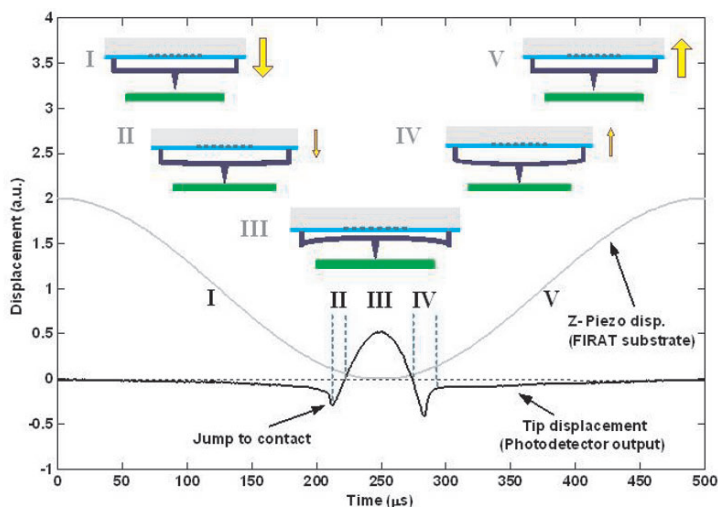 4
3.5
3
2.5
2
1.5
1
0.5
0
-0.5
-1
Displacement (a.u.)
I
V
II
IV
III
I
II
III
IV
V
Z- Piezo disp.
(FIRAT substrate)
Jump to contact
Tip displacement
(Photodetector output)
0
50
100
150
200
250
300
350
400
450
500
Time (μs)